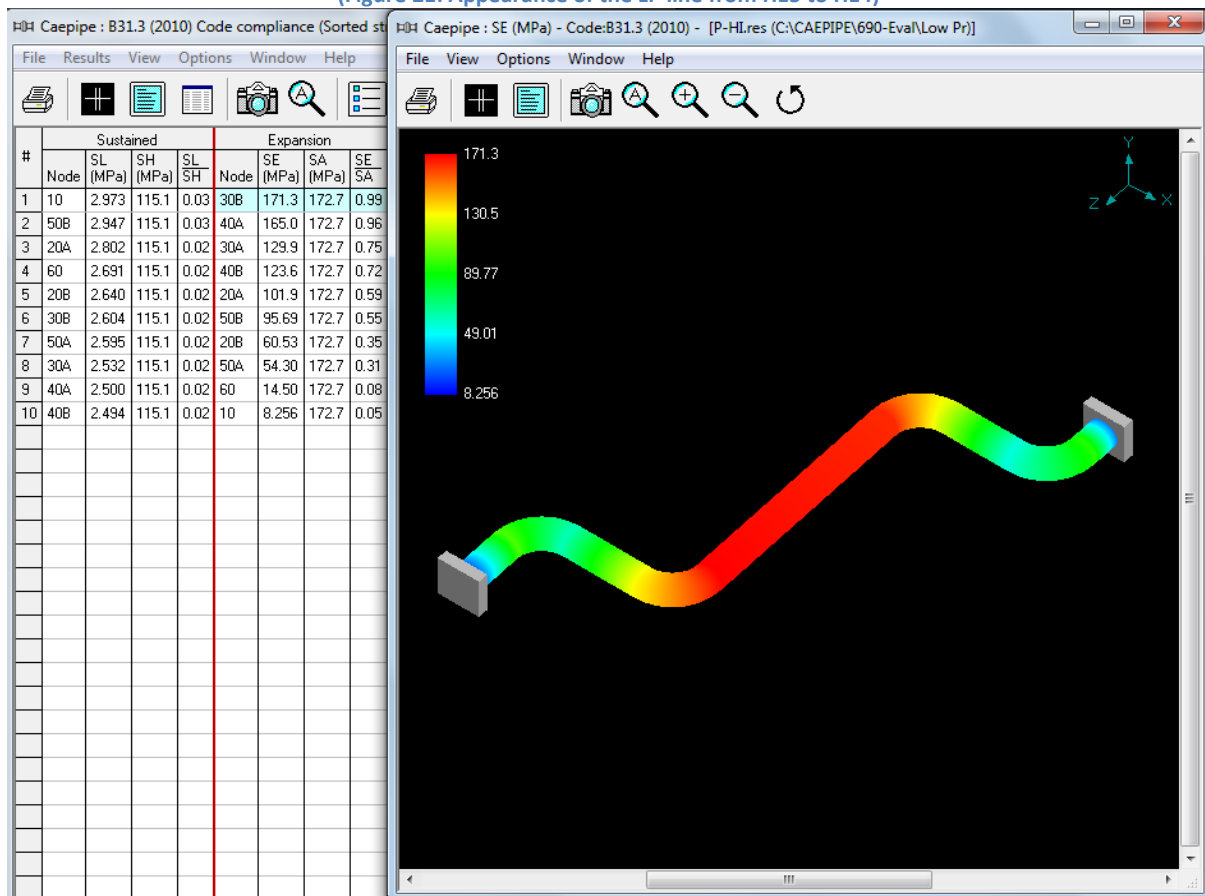 (Figure 22: Appearance of the LP line from H23 to H24)
Caepipe : B31.3 (2010) Code compliance (Sorted st
File Results View Options Window Help
# Sustained Expansion
Node SL (MPa) SH (MPa) SL SH Node SE (MPa) SA (MPa) SE SA
1 10 2.973 115.1 0.03 30B 171.3 172.7 0.99
2 50B 2.947 115.1 0.03 40A 165.0 172.7 0.96
3 20A 2.802 115.1 0.02 30A 129.9 172.7 0.75
4 60 2.691 115.1 0.02 40B 123.6 172.7 0.72
5 20B 2.640 115.1 0.02 20A 101.9 172.7 0.59
6 30B 2.604 115.1 0.02 50B 95.69 172.7 0.55
7 50A 2.595 115.1 0.02 20B 60.53 172.7 0.35
8 30A 2.532 115.1 0.02 50A 54.30 172.7 0.31
9 40A 2.500 115.1 0.02 60 14.50 172.7 0.08
10 40B 2.494 115.1 0.02 10 8.256 172.7 0.05
Caepipe : SE (MPa) - Code:B31.3 (2010) - [P-HI.res (C:\CAEPIPE\690-Eval\Low Pr)]
File View Options Window Help
171.3
130.5
89.77
49.01
8.256
Y
Z
X